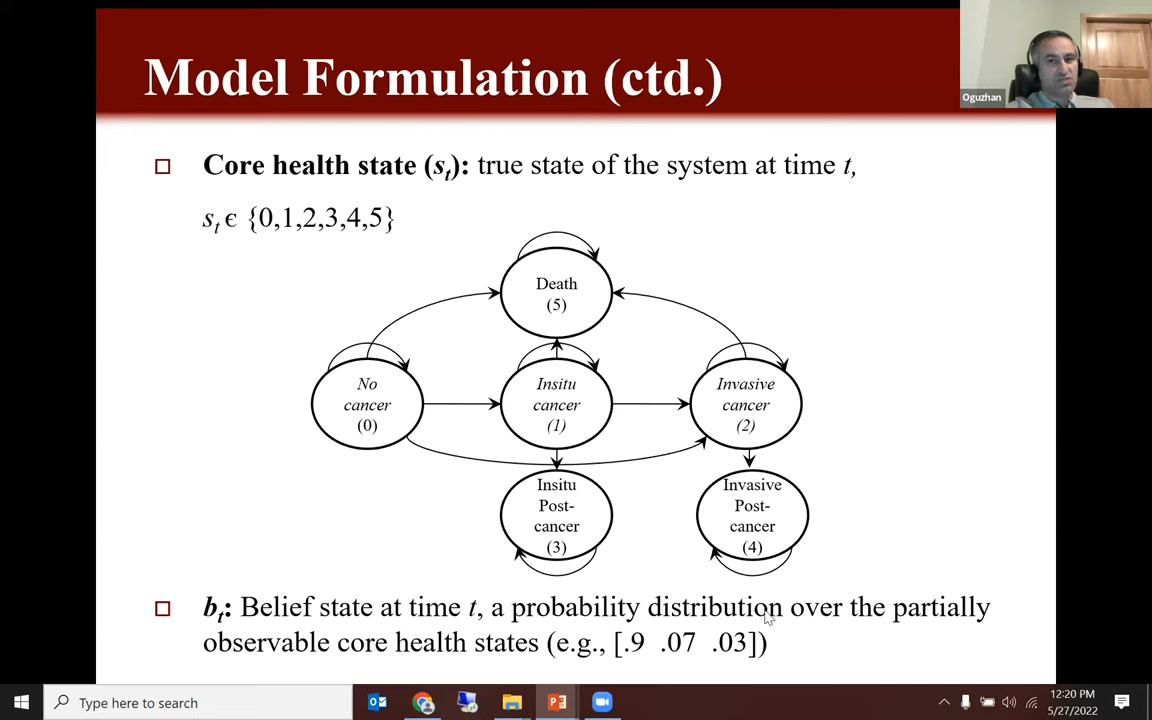 Model Formulation (ctd.)
Oguzhan
Core health state (st): true state of the system at time t,
st ϵ {0,1,2,3,4,5}
Death
(5)
No
cancer
(0)
Insitu
cancer
(1)
Invasive
cancer
(2)
Insitu
Post-
cancer
(3)
Invasive
Post-
cancer
(4)
bt: Belief state at time t, a probability distribution over the partially
observable core health states (e.g., [.9 .07 .03])
Type here to search
12:20 PM
5/27/2022